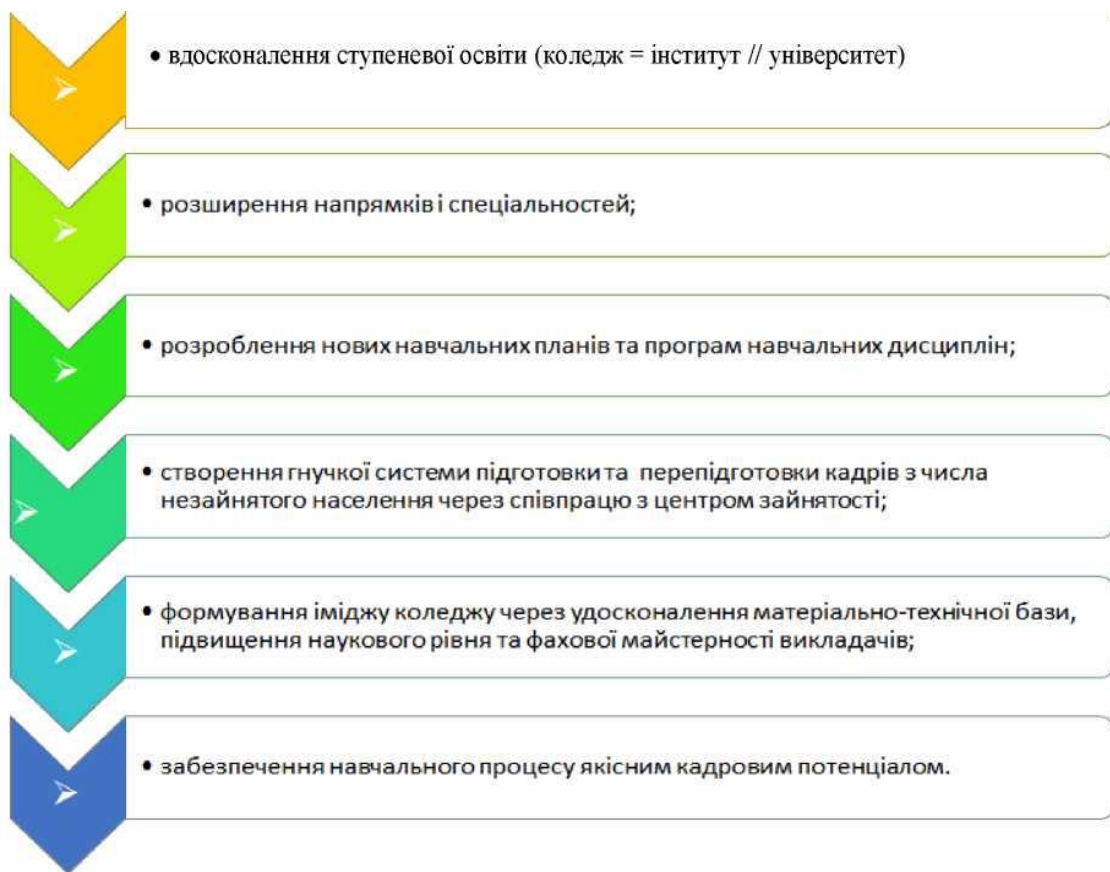 • вдосконалення ступеневої освіти (коледж = інститут // університет)
• розширення напрямків і спеціальностей;
• розроблення нових навчальних планів та програм навчальних дисциплін;
• створення гнучкої системи підготовки та перепідготовки кадрів з числа
незайнятого населення через співпрацю з центром зайнятості;
• формування іміджу коледжу через удосконалення матеріально-технічної бази,
підвищення наукового рівня та фахової майстерності викладачів;
• забезпечення навчального процесу якісним кадровим потенціалом.